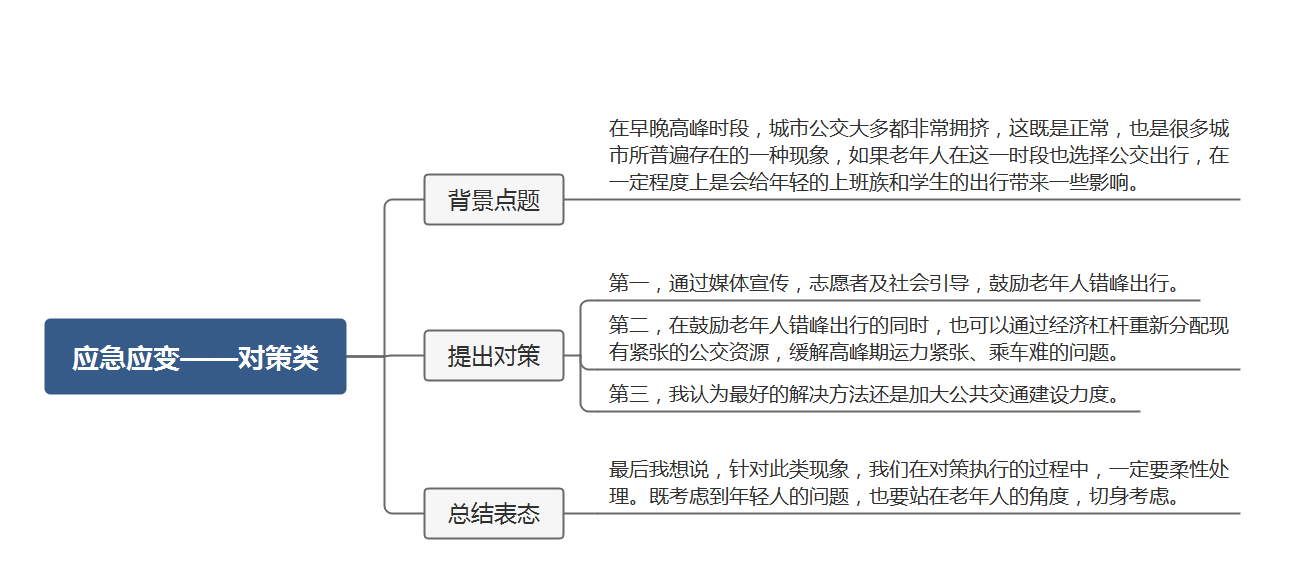 应急应变——对策类
背景点题
在早晚高峰时段，城市公交大多都非常拥挤，这既是正常，也是很多城
市所普遍存在的一种现象，如果老年人在这一时段也选择公交出行，在
一定程度上是会给年轻的上班族和学生的出行带来一些影响。
提出对策
第一，通过媒体宣传，志愿者及社会引导，鼓励老年人错峰出行。
第二，在鼓励老年人错峰出行的同时，也可以通过经济杠杆重新分配现
有紧张的公交资源，缓解高峰期运力紧张、乘车难的问题。
第三，我认为最好的解决方法还是加大公共交通建设力度。
总结表态
最后我想说，针对此类现象，我们在对策执行的过程中，一定要柔性处
理。既考虑到年轻人的问题，也要站在老年人的角度，切身考虑。